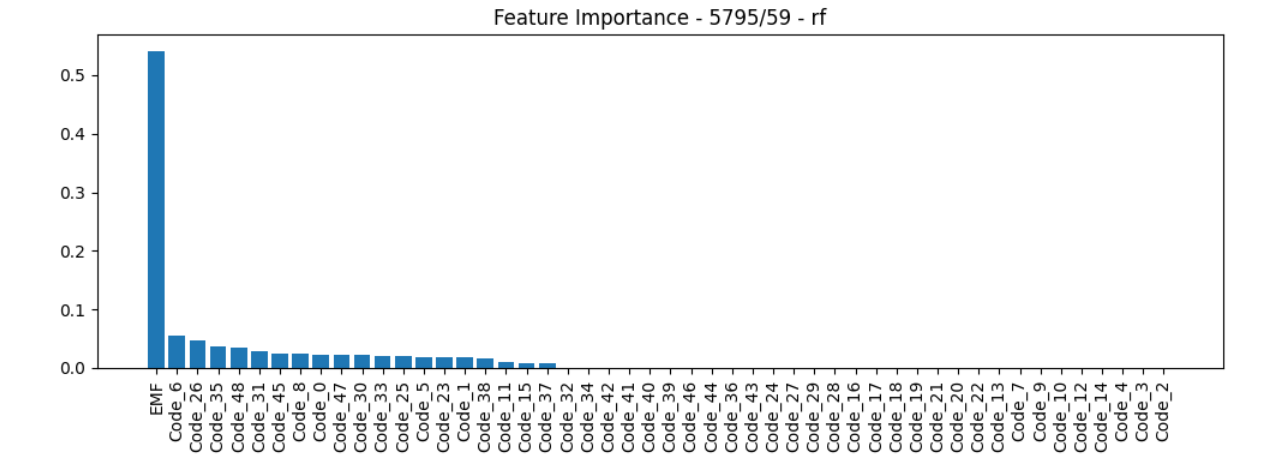 Feature Importance - 5795/59 - rf
0.5
0.4
0.3
0.2
0.1
0.0
EMF
Code_6
Code_26
Code_35
Code_48
Code_31
Code_45
Code_8
Code_0
Code_47
Code_30
Code_33
Code_25
Code_5
Code_23
Code_1
Code_38
Code_11
Code_15
Code_37
Code_32
Code_34
Code_42
Code_41
Code_40
Code_39
Code_46
Code_44
Code_36
Code_43
Code_24
Code_27
Code_29
Code_28
Code_16
Code_17
Code_18
Code_19
Code_21
Code_20
Code_22
Code_13
Code_7
Code_9
Code_10
Code_12
Code_14
Code_4
Code_3
Code_2